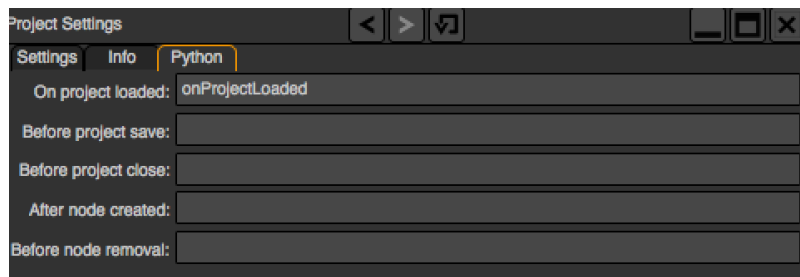 Project Settings
Settings Info Python
On project loaded: onProjectLoaded
Before project save:
Before project close:
After node created:
Before node removal: